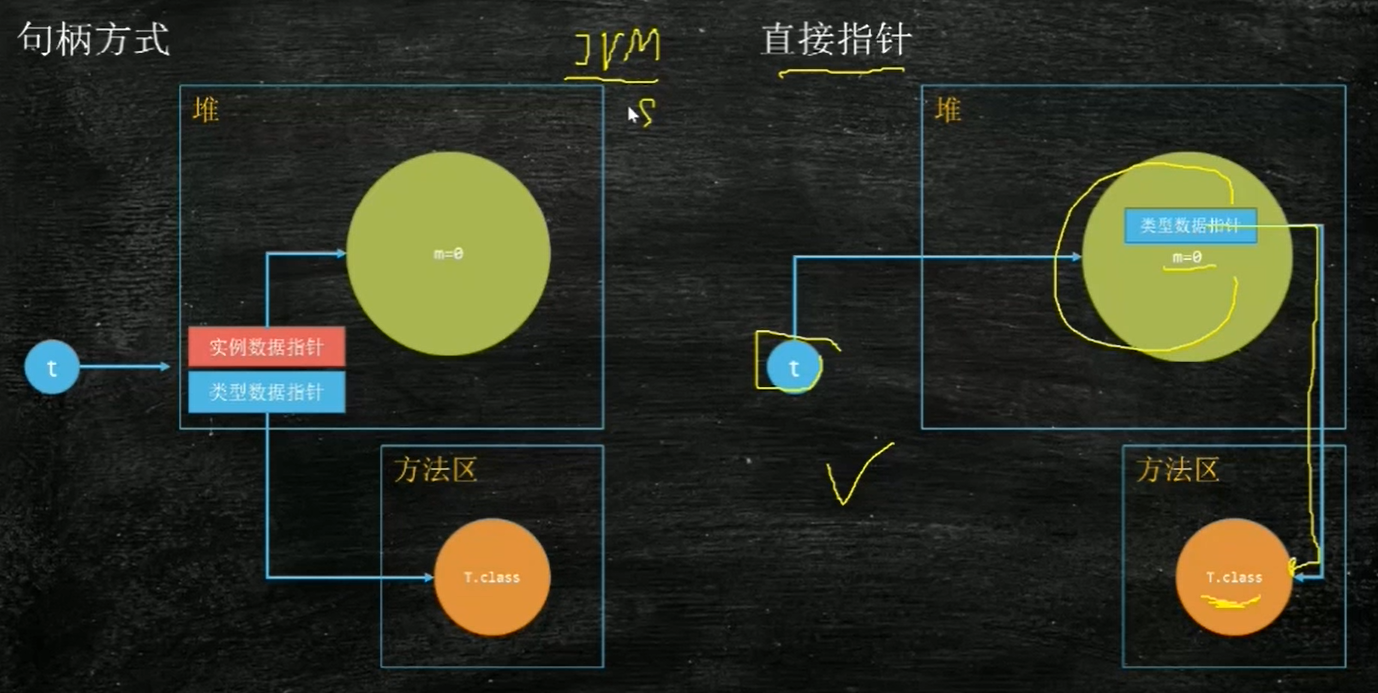 句柄方式
JVM
直接指针
堆
m=0
实例数据指针
类型数据指针
t
方法区
T.class
堆
类型数据指针
m=0
t
方法区
T.class